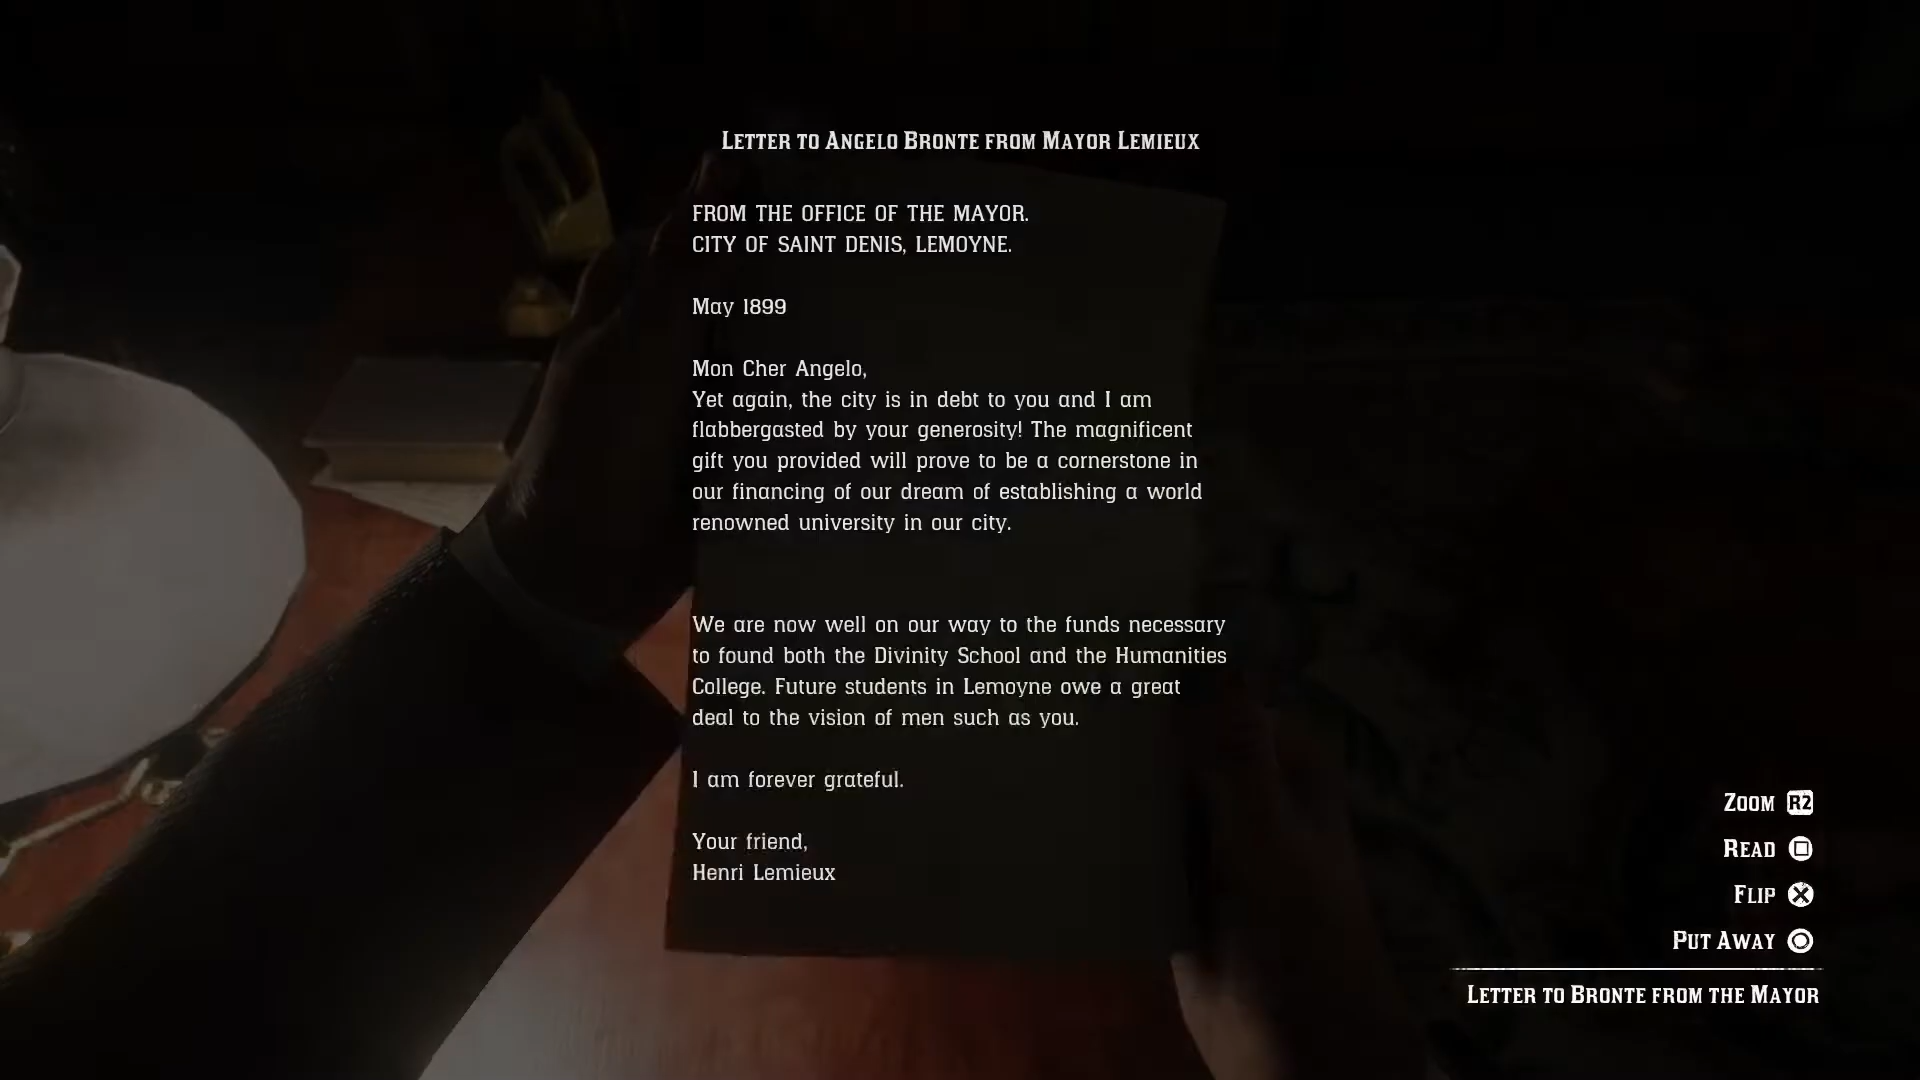 Letter to Angelo Bronte from Mayor Lemieux
FROM THE OFFICE OF THE MAYOR.
CITY OF SAINT DENIS, LEMOYNE.
May 1899
Mon Cher Angelo,
Yet again, the city is in debt to you and I am
flabbergasted by your generosity! The magnificent
gift you provided will prove to be a cornerstone in
our financing of our dream of establishing a world
renowned university in our city.
We are now well on our way to the funds necessary
to found both the Divinity School and the Humanities
College. Future students in Lemoyne owe a great
deal to the vision of men such as you.
I am forever grateful.
Your friend,
Henri Lemieux
Zoom R2
Read
Flip
Put Away
Letter to Bronte from the Mayor